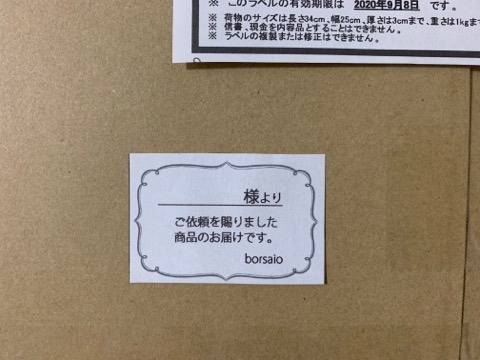 ※ このラベルの有効期限は 2020年9月8日 です。
※ 荷物のサイズは長さ34cm、幅25cm、厚さは3cmまで、重さは1kgま
※ 信書、現金を内容品とすることはできません。
※ ラベルの複製または修正はできません。
様より
ご依頼を賜りました
商品のお届けです。
borsaio